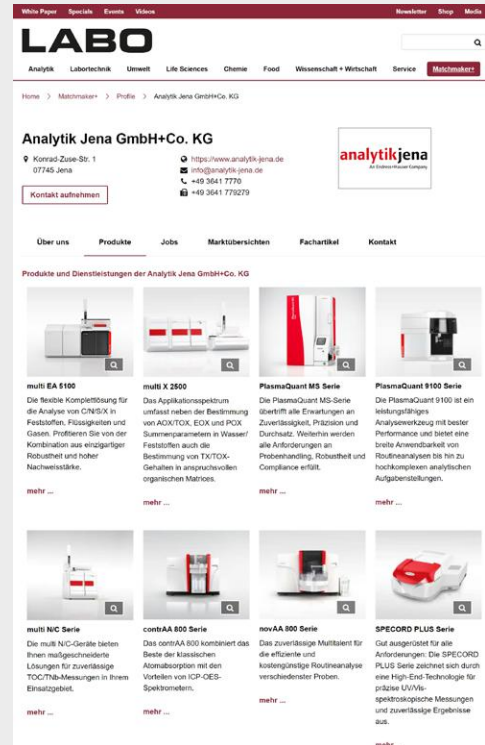 White Paper Specials Events Videos Newsletter Shop Media
LABO
Analytik Labortechnik Umwelt Life Sciences Chemie Food Wissenschaft + Wirtschaft Service Matchmaker+
Home > Matchmaker+ > Profile > Analytik Jena GmbH+Co. KG
Analytik Jena GmbH+Co. KG
Konrad-Zuse-Str. 1
07745 Jena
Kontakt aufnehmen
https://www.analytik-jena.de
info@analytik-jena.de
+49 3641 7770
+49 3641 779279
analytikjena
An Endress+Hauser Company
Über uns Produkte Jobs Marktübersichten Fachartikel Kontakt
Produkte und Dienstleistungen der Analytik Jena GmbH+Co. KG
multi EA 5100
Die flexible Komplettlösung für
die Analyse von C/N/S/X in
Feststoffen, Flüssigkeiten und
Gasen. Profitieren Sie von der
Kombination aus einzigartiger
Robustheit und hoher
Nachweisstärke.
mehr ...
multi X 2500
Das Applikationsspektrum
umfasst neben der Bestimmung
von AOX/TOX, EOX und POX
Summenparametern in Wasser/
Feststoffen auch die
Bestimmung von TX/TOX-
Gehalten in anspruchsvollen
organischen Matrices.
mehr ...
PlasmaQuant MS Serie
Die PlasmaQuant MS-Serie
übertrifft alle Erwartungen an
Zuverlässigkeit, Präzision und
Durchsatz. Weiterhin werden
alle Anforderungen an
Probenhandling, Robustheit und
Compliance erfüllt.
mehr ...
PlasmaQuant 9100 Serie
Die PlasmaQuant 9100 ist ein
leistungsfähiges
Analysewerkzeug mit bester
Performance und bietet eine
breite Anwendbarkeit von
Routineanalysen bis hin zu
hochkomplexen analytischen
Aufgabenstellungen.
mehr ...
multi N/C Serie
Die multi N/C-Geräte bieten
Ihnen maßgeschneiderte
Lösungen für zuverlässige
TOC/TNb-Messungen in Ihrem
Einsatzgebiet.
mehr ...
contrAA 800 Serie
Das contrAA 800 kombiniert das
Beste der klassischen
Atomabsorption mit den
Vorteilen von ICP-OES-
Spektrometern.
mehr ...
novAA 800 Serie
Das zuverlässige Multitalent für
die effiziente und
kostengünstige Routineanalyse
verschiedenster Proben.
mehr ...
SPECORD PLUS Serie
Gut ausgerüstet für alle
Anforderungen: Die SPECORD
PLUS Serie zeichnet sich durch
eine High-End-Technologie für
präzise UV/Vis-
spektroskopische Messungen
und zuverlässige Ergebnisse
aus.
mehr ...